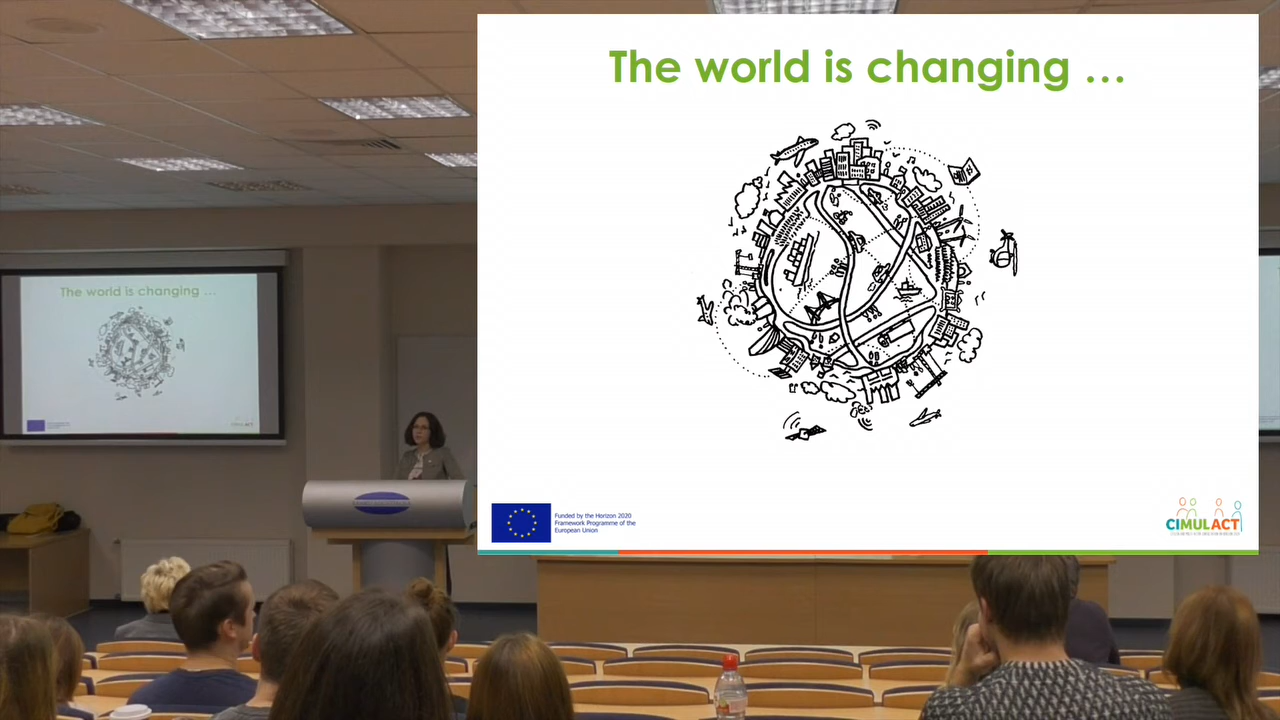 The world is changing ...
Funded by the Horizon 2020
Framework Programme of the
European Union
CIMULACT
The world is changing ...
CIMULACT